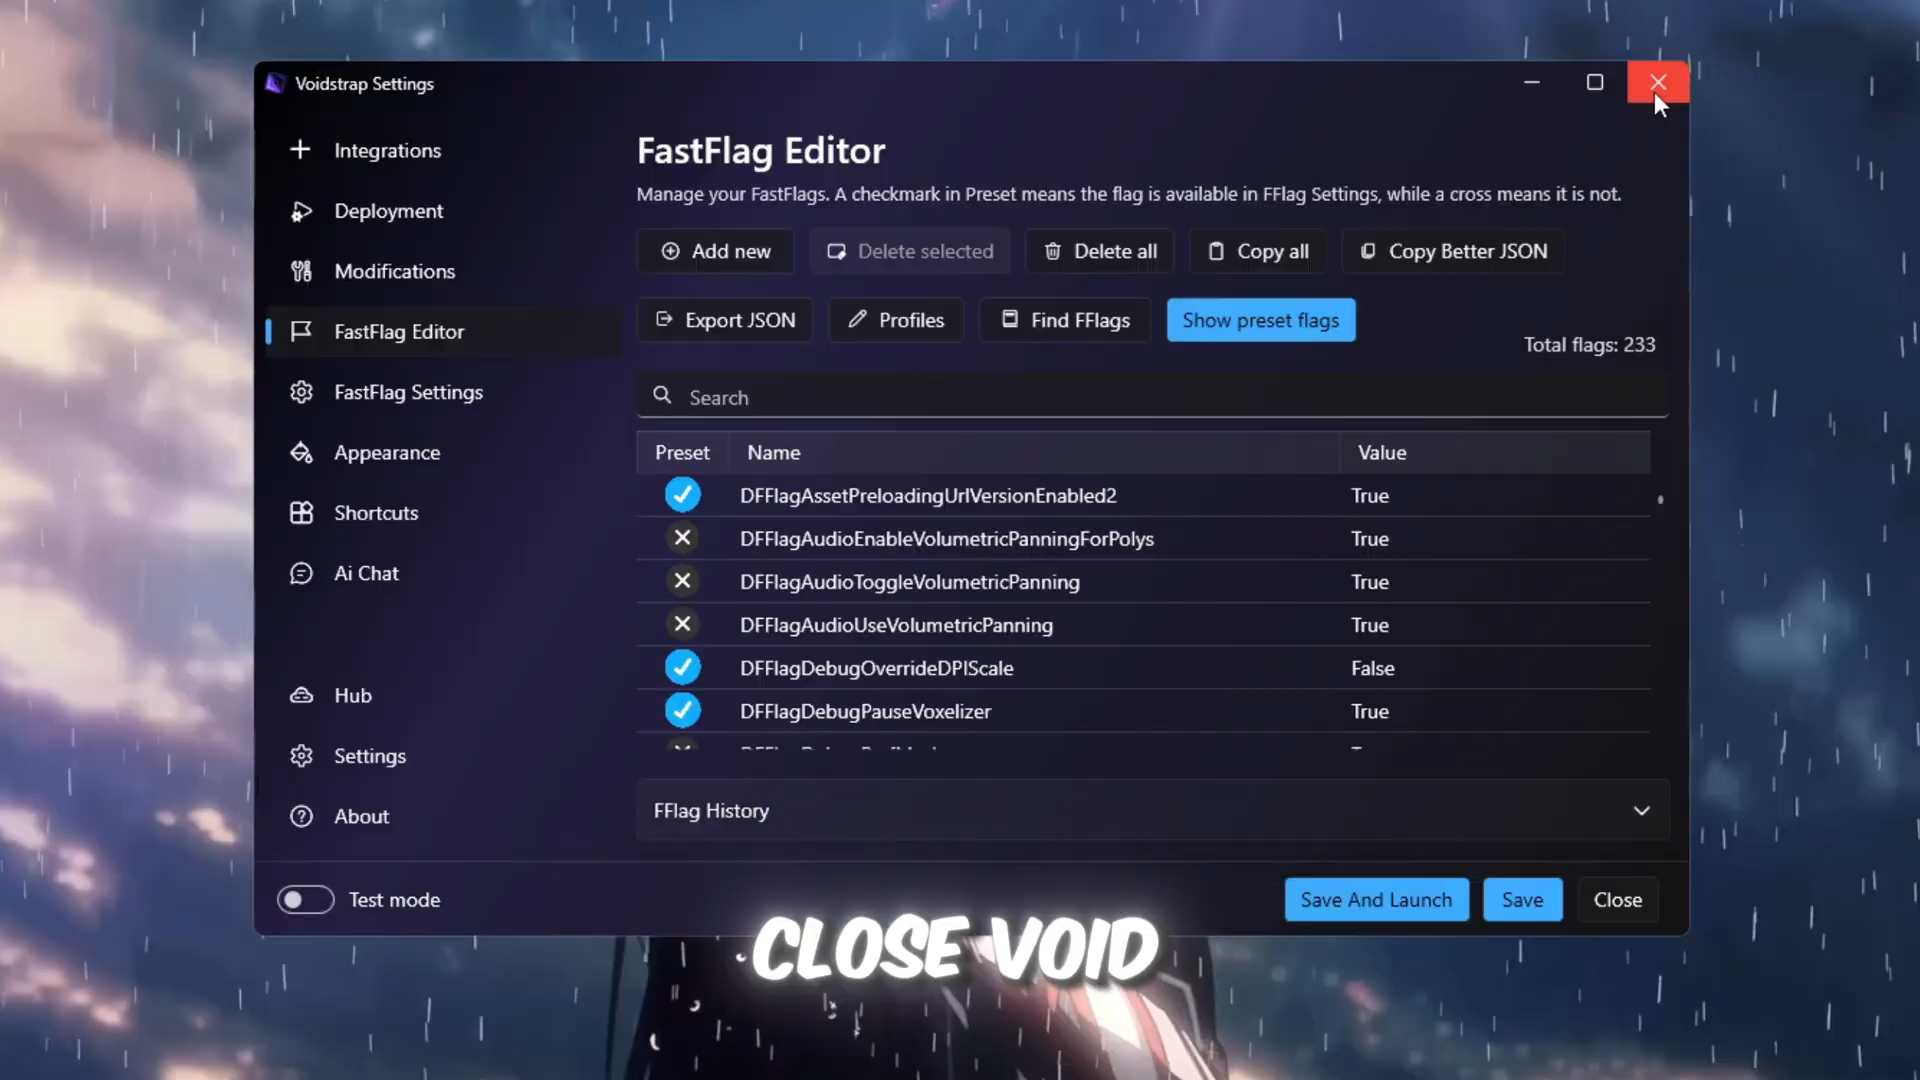 Voidstrap Settings
Integrations
Deployment
Modifications
FastFlag Editor
FastFlag Settings
Appearance
Shortcuts
Ai Chat
Hub
Settings
About
Test mode
FastFlag Editor
Manage your FastFlags. A checkmark in Preset means the flag is available in FFlag Settings, while a cross means it is not.
Add new Delete selected Delete all Copy all Copy Better JSON
Export JSON Profiles Find FFlags Show preset flags
Total flags: 233
Search
Preset Name Value
DFFlagAssetPreloadingUrlVersionEnabled2 True
DFFlagAudioEnableVolumetricPanningForPolys True
DFFlagAudioToggleVolumetricPanning True
DFFlagAudioUseVolumetricPanning True
DFFlagDebugOverrideDPIScale False
DFFlagDebugPauseVoxelizer True
FFlag History
Save And Launch Save Close
CLOSE VOID